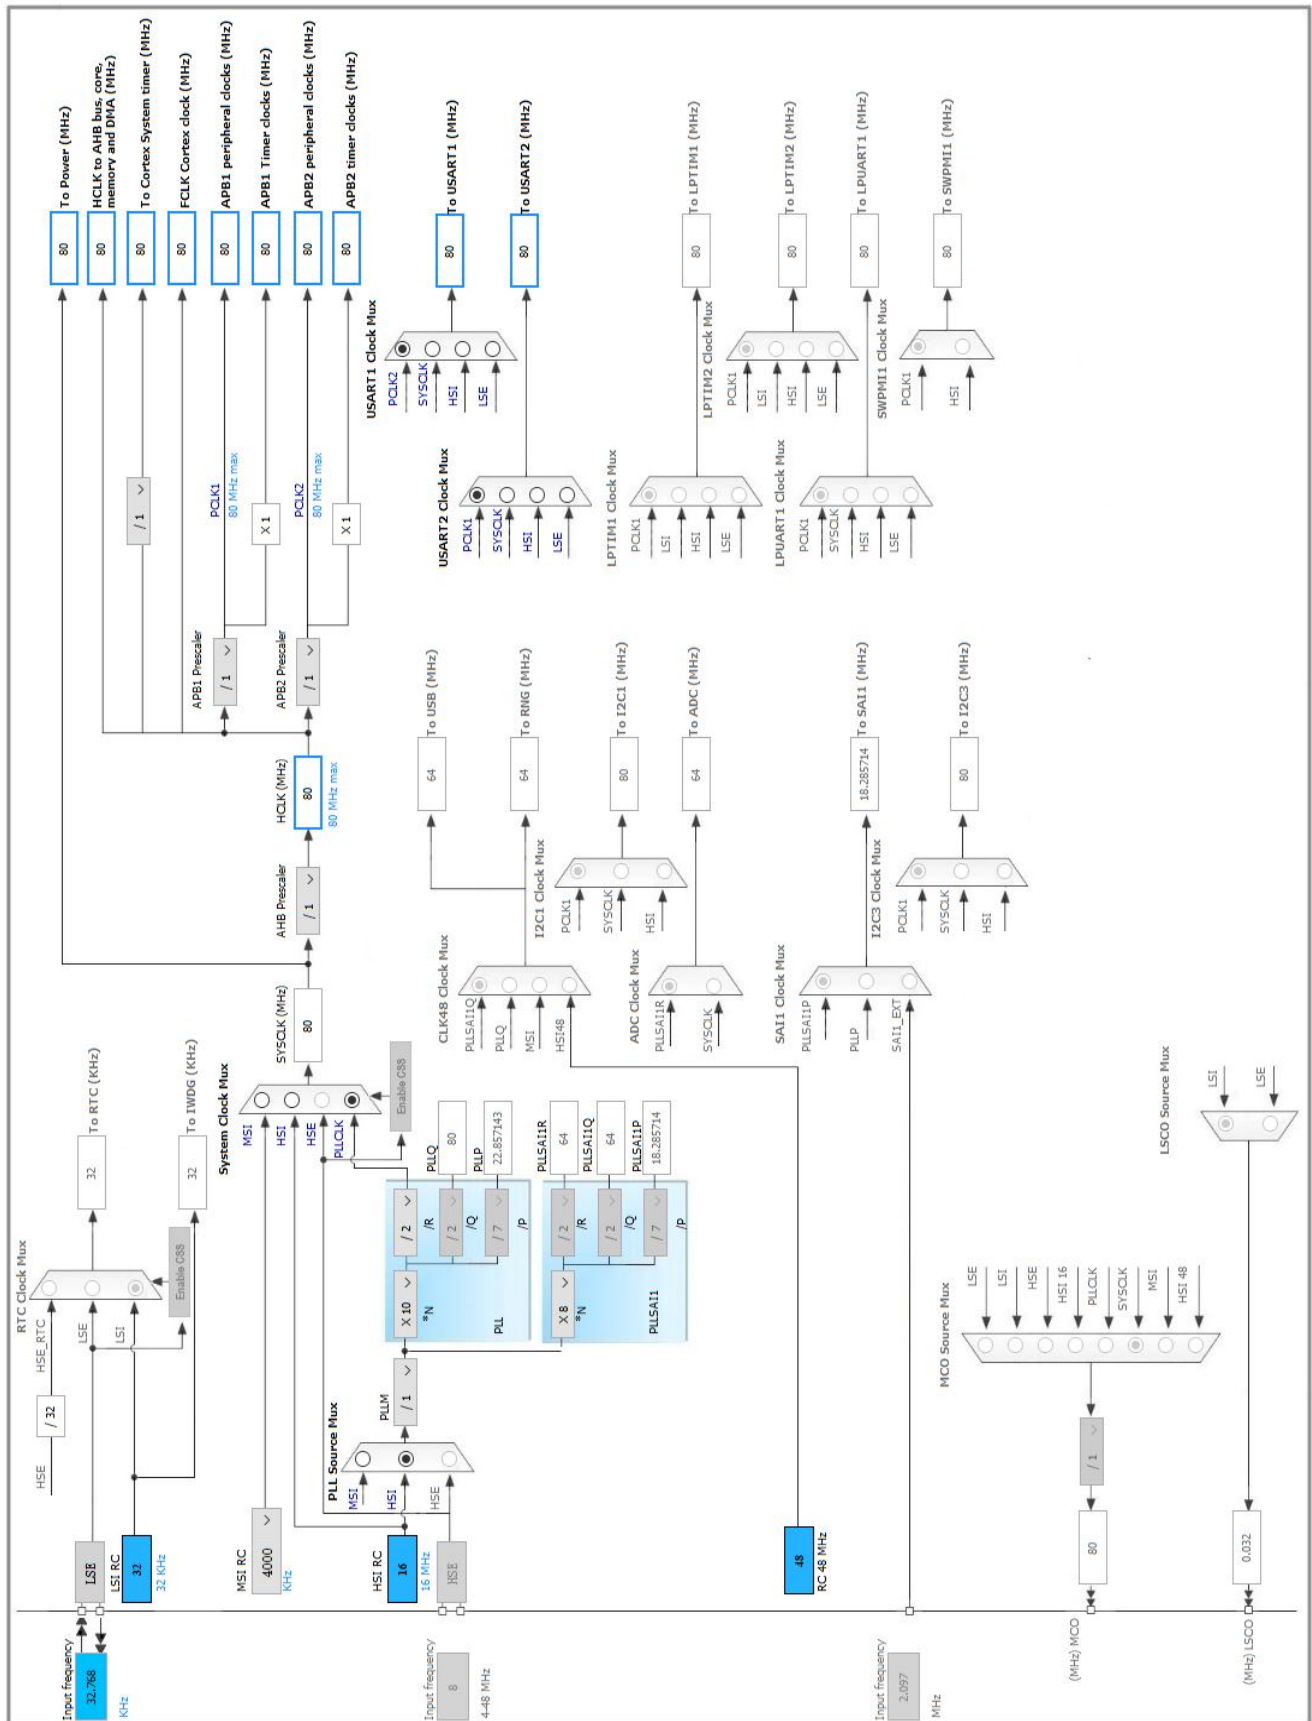 Input frequency
32.768
KHz
LSE
LSI RC
32
32 KHz
HSE
/ 32
HSE_RTC
LSE
LSI
RTC Clock Mux
Enable CSS
32
To RTC (KHz)
32
To IWDG (KHz)
MSI RC
4000
KHz
HSI RC
16
16 MHz
Input frequency
8
4-48 MHz
HSE
PLL Source Mux
MSI
HSI
HSE
PLLM
/ 1
X 10
*N
PLL
/ 2
/R
/ 2
/Q
/ 7
/P
PLLQ
80
PLLP
22.857143
X 8
*N
PLLSAI1
/ 2
/R
/ 2
/Q
/ 7
/P
PLLSAI1R
64
PLLSAI1Q
64
PLLSAI1P
18.285714
System Clock Mux
MSI
HSI
HSE
PLLCLK
Enable CSS
SYSCLK (MHz)
80
AHB Prescaler
/ 1
HCLK (MHz)
80
80 MHz max
APB1 Prescaler
/ 1
APB2 Prescaler
/ 1
/ 1
PCLK1
80 MHz max
X 1
PCLK2
80 MHz max
X 1
80
To Power (MHz)
80
HCLK to AHB bus, core,
memory and DMA (MHz)
80
To Cortex System timer (MHz)
80
FCLK Cortex clock (MHz)
80
APB1 peripheral clocks (MHz)
80
APB1 Timer clocks (MHz)
80
APB2 peripheral clocks (MHz)
80
APB2 timer clocks (MHz)
USART1 Clock Mux
PCLK2
SYSCLK
HSI
LSE
80
To USART1 (MHz)
USART2 Clock Mux
PCLK1
SYSCLK
HSI
LSE
80
To USART2 (MHz)
LPTIM1 Clock Mux
PCLK1
LSI
HSI
LSE
80
To LPTIM1 (MHz)
LPTIM2 Clock Mux
PCLK1
LSI
HSI
LSE
80
To LPTIM2 (MHz)
LPUART1 Clock Mux
PCLK1
SYSCLK
HSI
LSE
80
To LPUART1 (MHz)
SWPMI1 Clock Mux
PCLK1
HSI
80
To SWPMI1 (MHz)
CLK48 Clock Mux
PLLSAI1Q
PLLQ
MSI
HSI48
64
To USB (MHz)
64
To RNG (MHz)
I2C1 Clock Mux
PCLK1
SYSCLK
HSI
80
To I2C1 (MHz)
ADC Clock Mux
PLLSAI1R
SYSCLK
64
To ADC (MHz)
SAI1 Clock Mux
PLLSAI1P
PLLP
SAI1_EXT
18.285714
To SAI1 (MHz)
I2C3 Clock Mux
PCLK1
SYSCLK
HSI
80
To I2C3 (MHz)
48
RC 48 MHz
Input frequency
2.097
MHz
MCO Source Mux
LSE
LSI
HSE
HSI 16
PLLCLK
SYSCLK
MSI
HSI 48
/ 1
80
(MHz) MCO
LSCO Source Mux
LSI
LSE
0.032
(MHz) LSCO